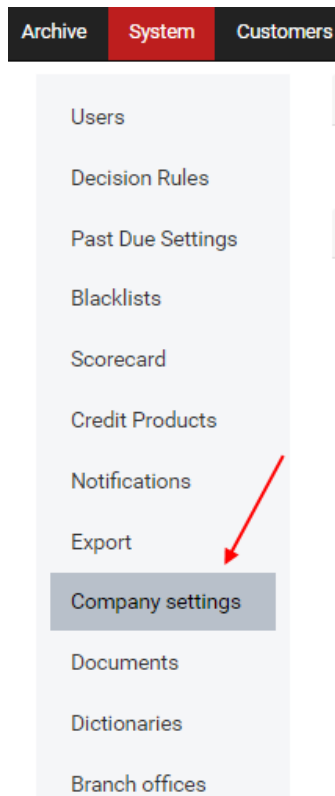 Archive System Customers
Users
Decision Rules
Past Due Settings
Blacklists
Scorecard
Credit Products
Notifications
Export
Company settings
Documents
Dictionaries
Branch offices